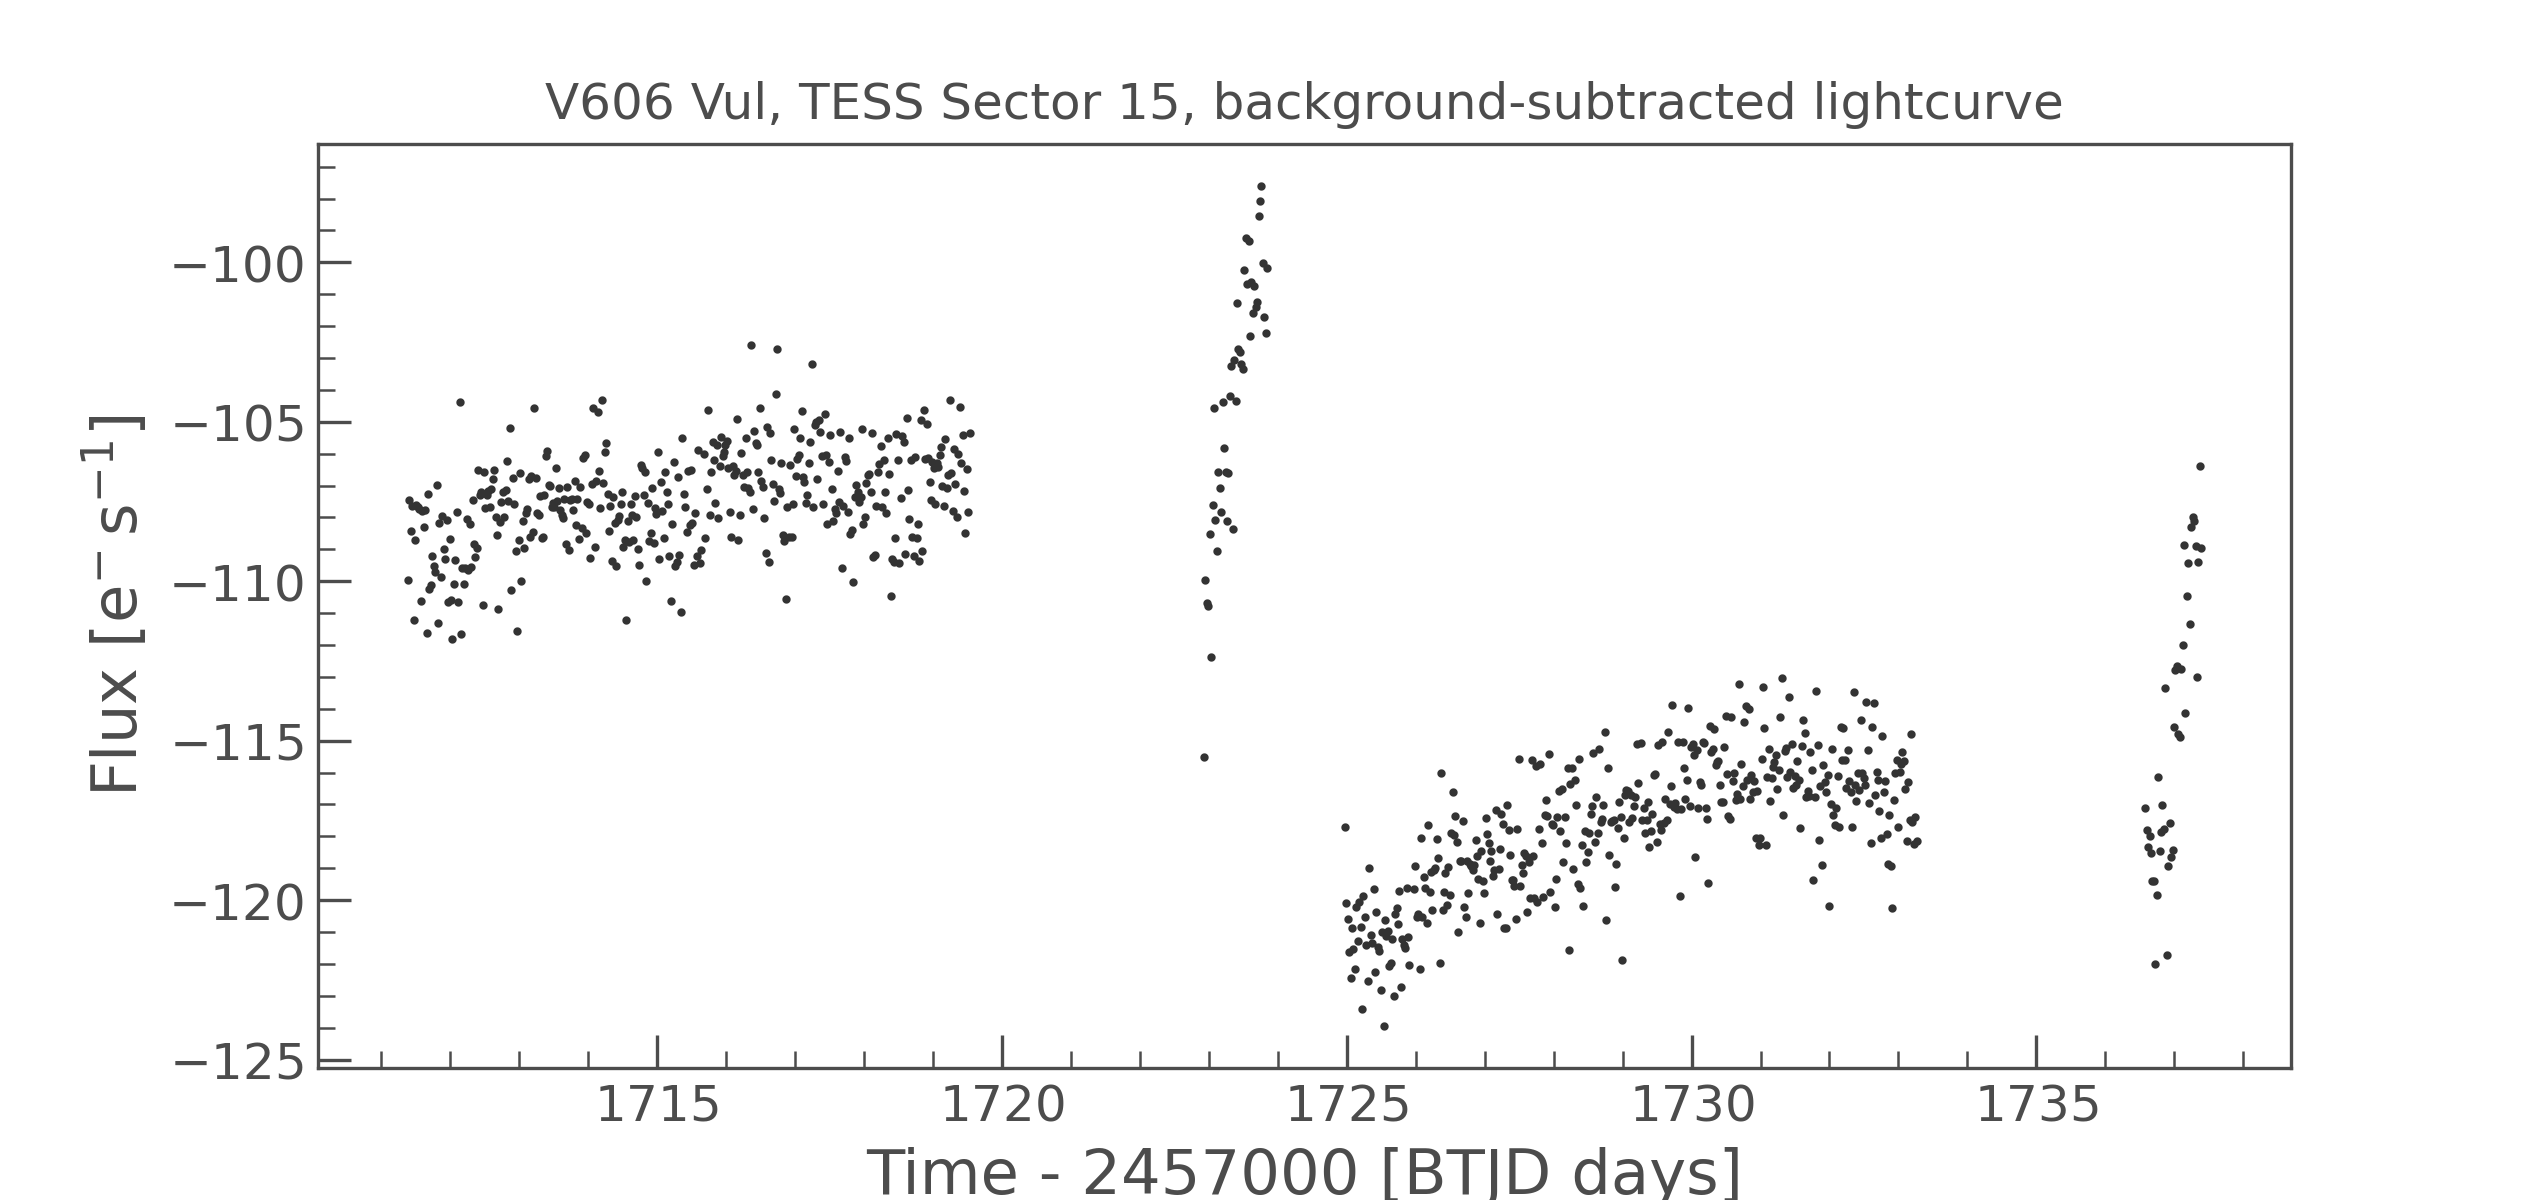 V606 Vul, TESS Sector 15, background-subtracted lightcurve
Flux [e⁻ s⁻¹]
−100
−105
−110
−115
−120
−125
1715 1720 1725 1730 1735
Time - 2457000 [BTJD days]